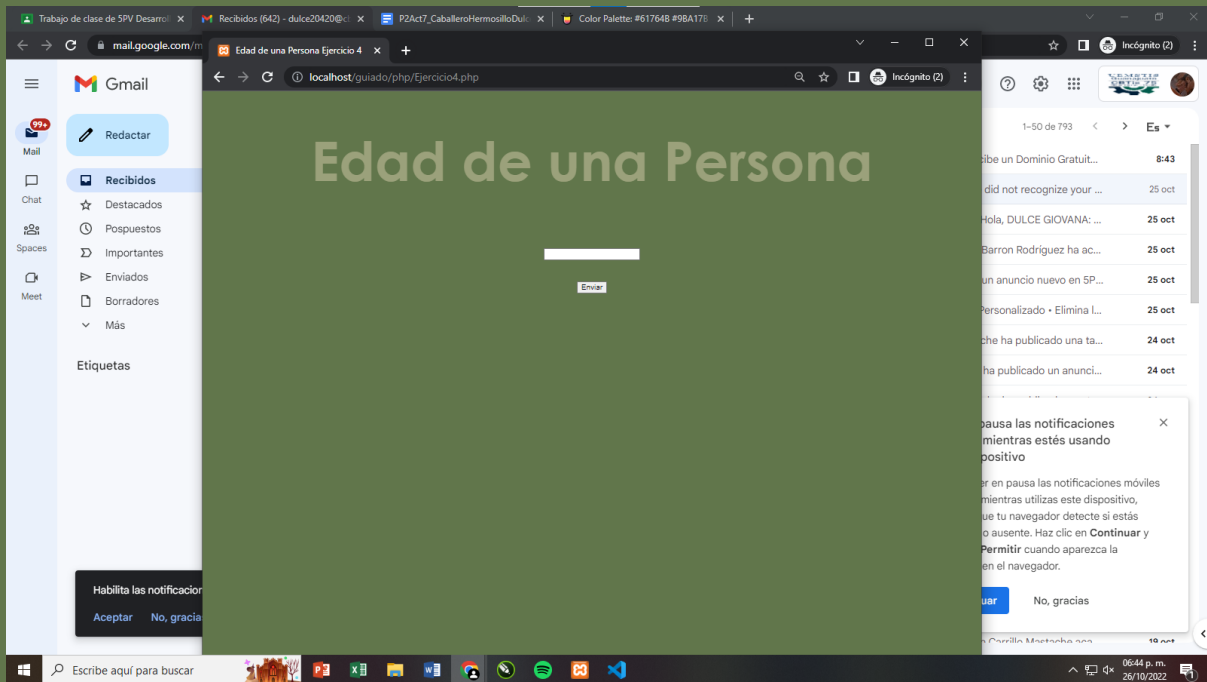 Trabajo de clase de 5PV Desarrol
Recibidos (642) - dulce20420@c
P2Act7_CaballeroHermosilloDulc
Color Palette: #61764B #9BA17B
mail.google.com/m
Incógnito (2)
Edad de una Persona Ejercicio 4
localhost/guiado/php/Ejercicio4.php
Incógnito (2)
Gmail
Redactar
99+
Mail
Chat
Spaces
Meet
Recibidos
Destacados
Pospuestos
Importantes
Enviados
Borradores
Más
Etiquetas
Edad de una Persona
Enviar
1–50 de 793
Es
cibe un Dominio Gratuit... 8:43
did not recognize your ... 25 oct
Hola, DULCE GIOVANA: ... 25 oct
Barron Rodríguez ha ac... 25 oct
un anuncio nuevo en 5P... 25 oct
Personalizado • Elimina l... 25 oct
che ha publicado una ta... 24 oct
ha publicado un anunci... 24 oct
pausa las notificaciones
mientras estés usando
positivo
er en pausa las notificaciones móviles
mientras utilizas este dispositivo,
ue tu navegador detecte si estás
o ausente. Haz clic en Continuar y
Permitir cuando aparezca la
en el navegador.
uar
No, gracias
n Carrillo Mastache aca 19 oct
Habilita las notificacior
Aceptar No, gracia
Escribe aquí para buscar
06:44 p. m.
26/10/2022
1